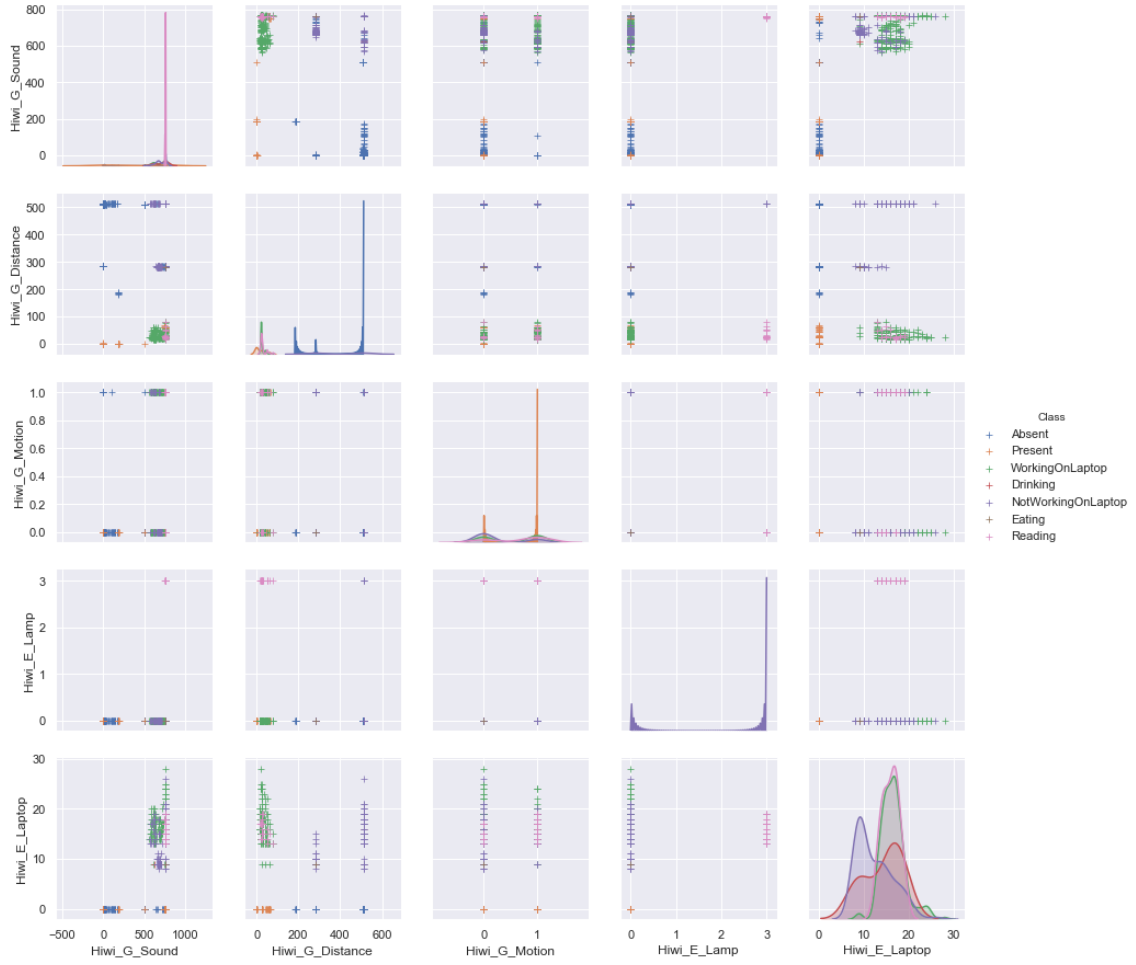 800
600
400
200
0
Hiwi_G_Sound
500
400
300
200
100
0
Hiwi_G_Distance
1.0
0.8
0.6
0.4
0.2
0.0
Hiwi_G_Motion
Class
Absent
Present
WorkingOnLaptop
Drinking
NotWorkingOnLaptop
Eating
Reading
3
2
1
0
Hiwi_E_Lamp
30
20
10
0
Hiwi_E_Laptop
−500 0 500 1000
Hiwi_G_Sound
0 200 400 600
Hiwi_G_Distance
0 1
Hiwi_G_Motion
0 1 2 3
Hiwi_E_Lamp
0 10 20 30
Hiwi_E_Laptop